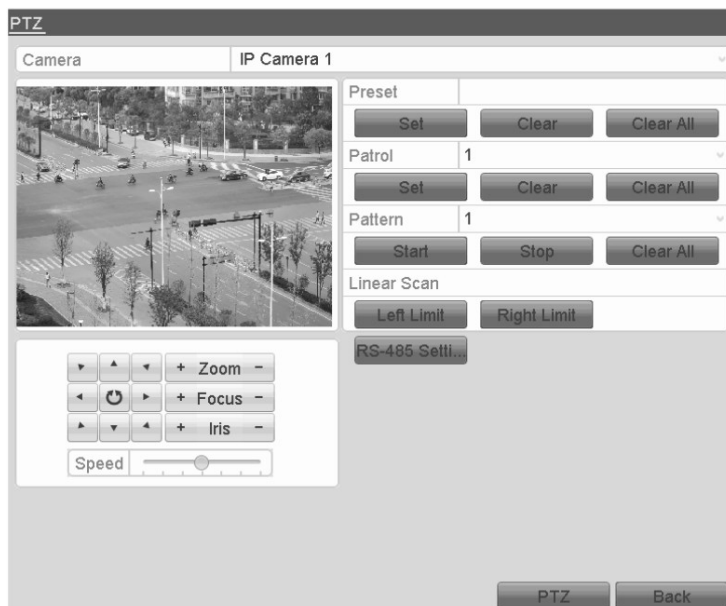 PTZ
Camera IP Camera 1
Preset
Set Clear Clear All
Patrol 1
Set Clear Clear All
Pattern 1
Start Stop Clear All
Linear Scan
Left Limit Right Limit
RS-485 Setti...
+ Zoom −
+ Focus −
+ Iris −
Speed
PTZ Back